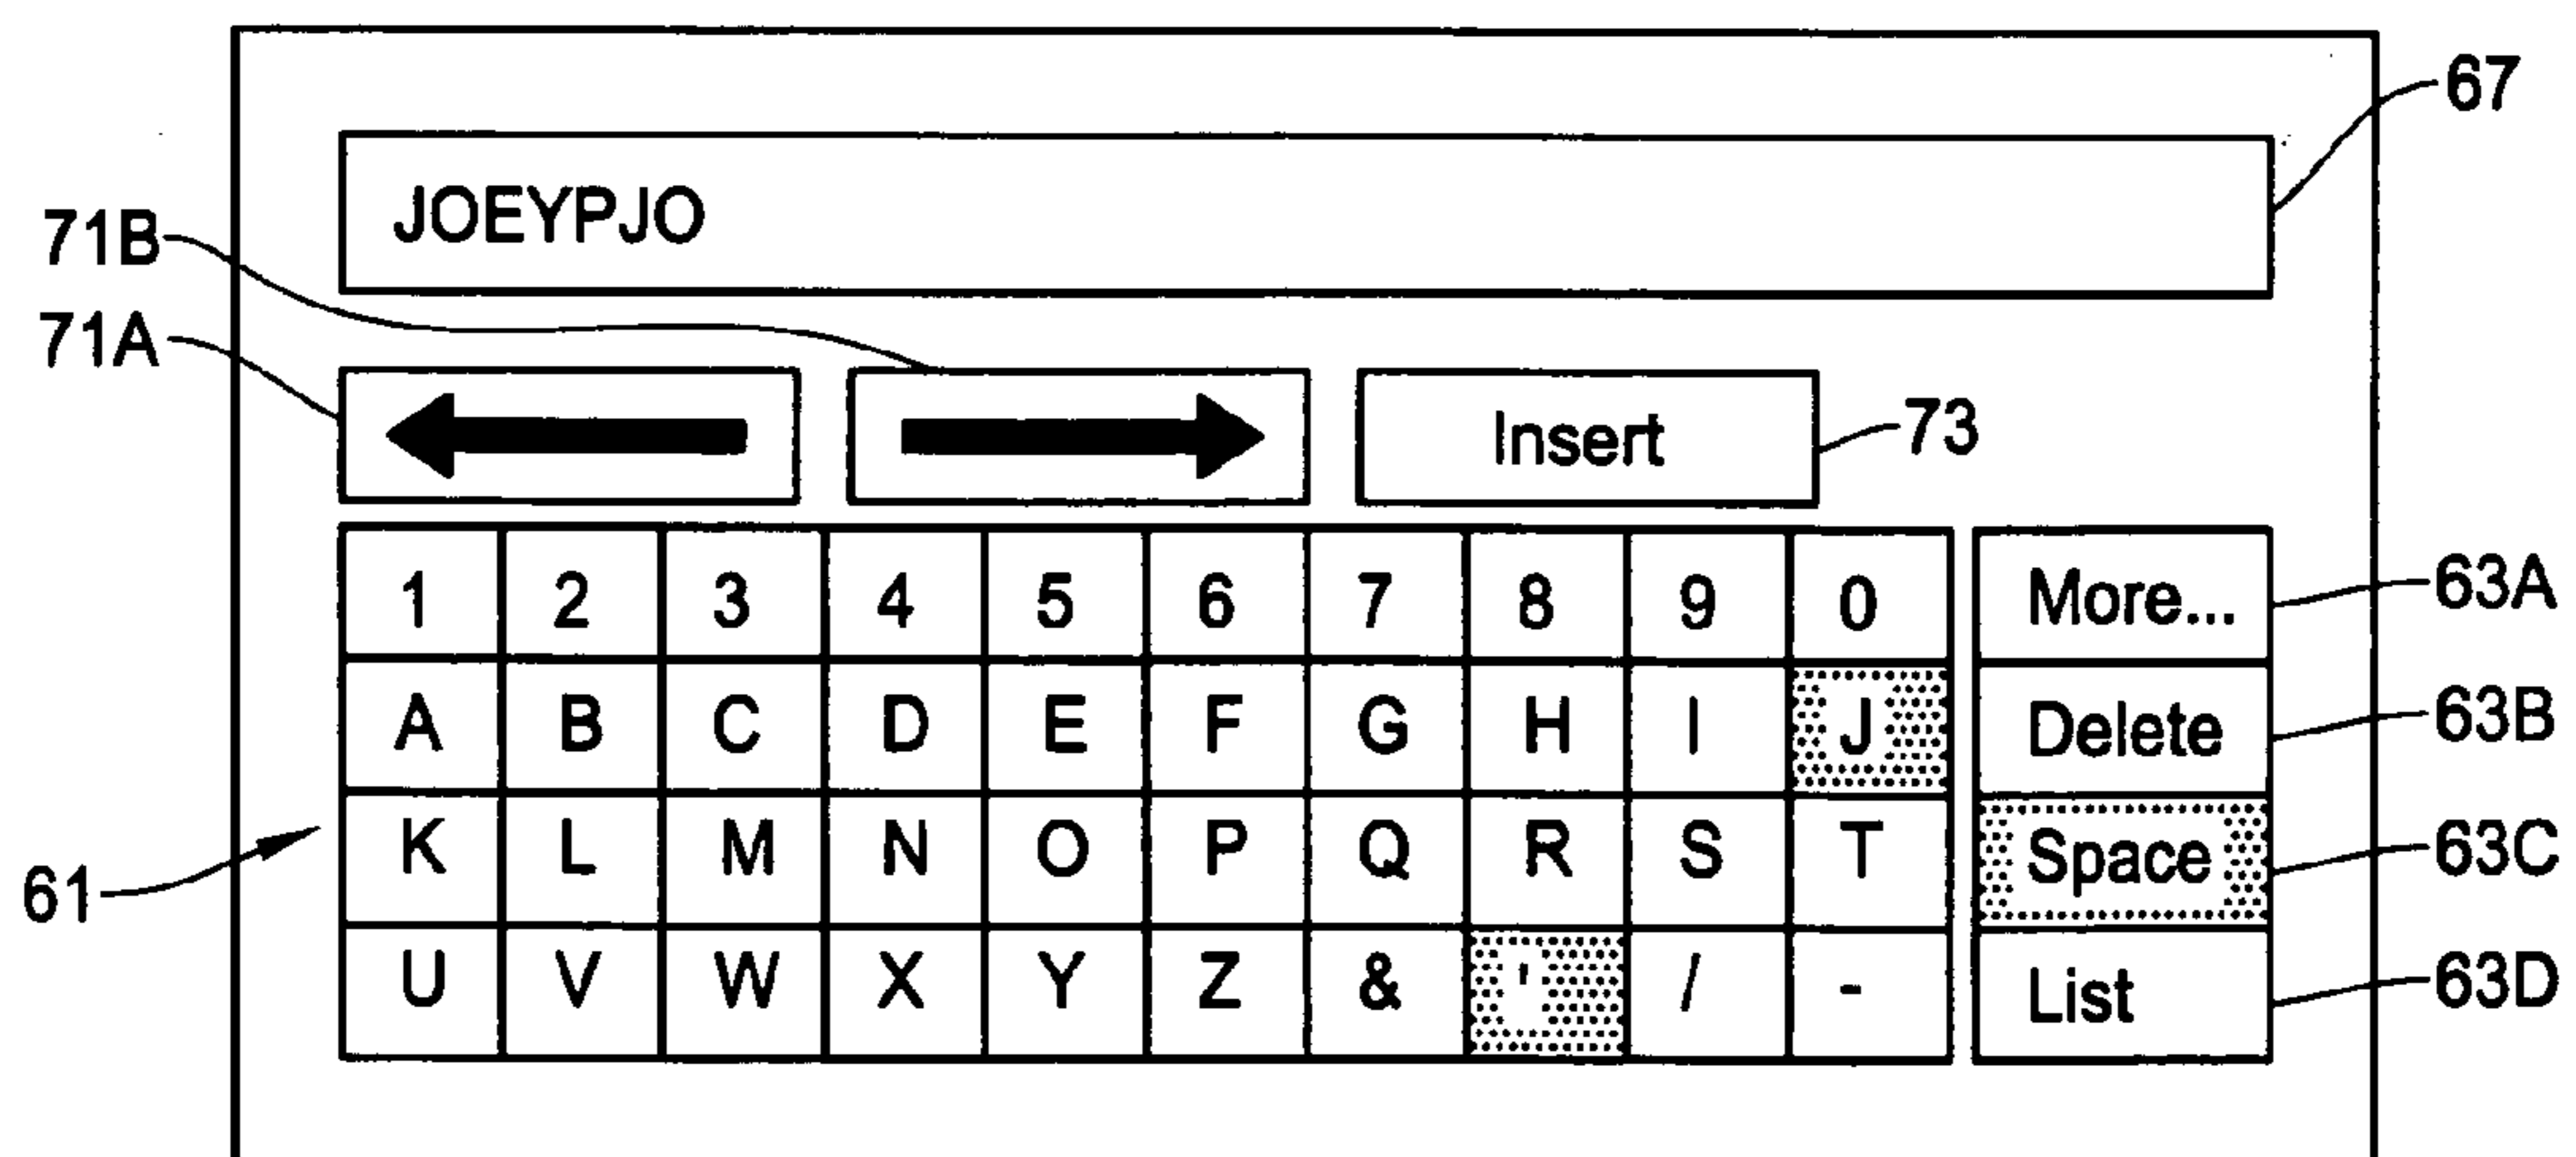 67
JOEYPJO
71B
71A
Insert
73
1 2 3 4 5 6 7 8 9 0 More... 63A
A B C D E F G H I J Delete 63B
K L M N O P Q R S T Space 63C
61
U V W X Y Z & ' / - List 63D